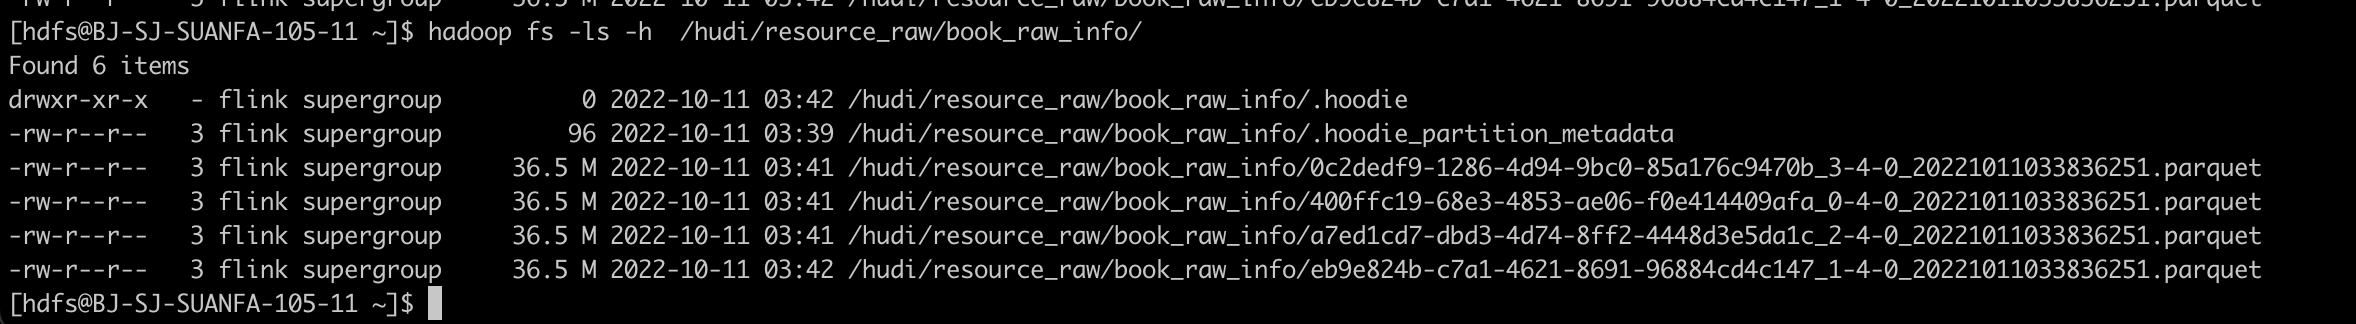 [hdfs@BJ-SJ-SUANFA-105-11 ~]$ hadoop fs -ls -h  /hudi/resource_raw/book_raw_info/
Found 6 items
drwxr-xr-x   - flink supergroup          0 2022-10-11 03:42 /hudi/resource_raw/book_raw_info/.hoodie
-rw-r--r--   3 flink supergroup         96 2022-10-11 03:39 /hudi/resource_raw/book_raw_info/.hoodie_partition_metadata
-rw-r--r--   3 flink supergroup     36.5 M 2022-10-11 03:41 /hudi/resource_raw/book_raw_info/0c2dedf9-1286-4d94-9bc0-85a176c9470b_3-4-0_20221011033836251.parquet
-rw-r--r--   3 flink supergroup     36.5 M 2022-10-11 03:41 /hudi/resource_raw/book_raw_info/400ffc19-68e3-4853-ae06-f0e414409afa_0-4-0_20221011033836251.parquet
-rw-r--r--   3 flink supergroup     36.5 M 2022-10-11 03:41 /hudi/resource_raw/book_raw_info/a7ed1cd7-dbd3-4d74-8ff2-4448d3e5da1c_2-4-0_20221011033836251.parquet
-rw-r--r--   3 flink supergroup     36.5 M 2022-10-11 03:42 /hudi/resource_raw/book_raw_info/eb9e824b-c7a1-4621-8691-96884cd4c147_1-4-0_20221011033836251.parquet
[hdfs@BJ-SJ-SUANFA-105-11 ~]$